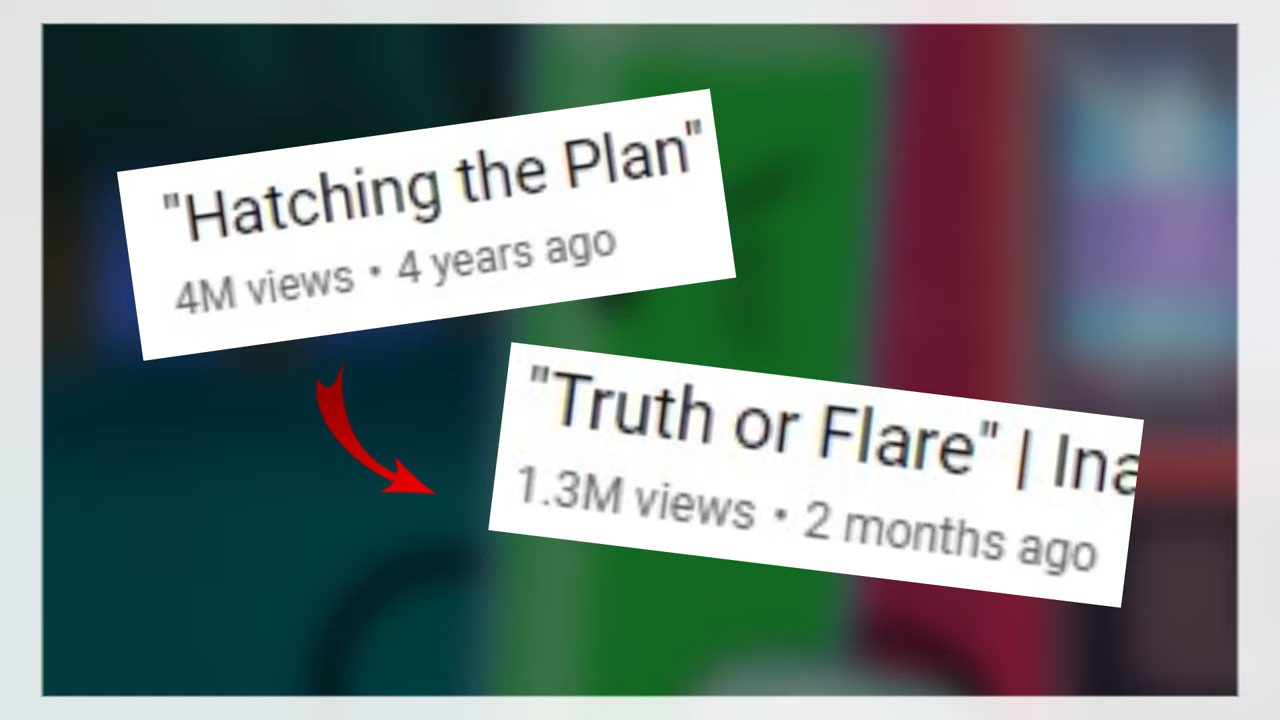 "Hatching the Plan"
4M views • 4 years ago
"Truth or Flare" | Ina
1.3M views • 2 months ago